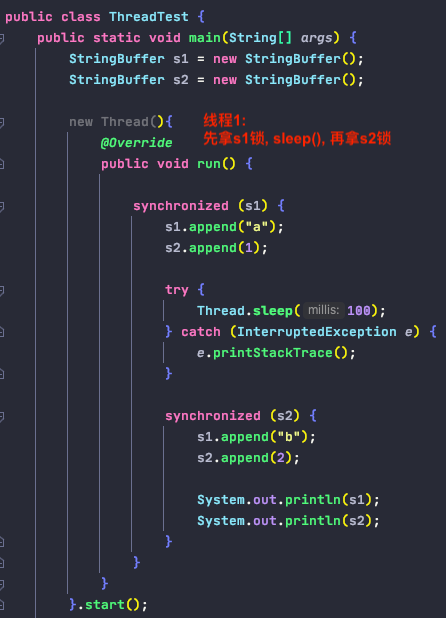 public class ThreadTest {
public static void main(String[] args) {
StringBuffer s1 = new StringBuffer();
StringBuffer s2 = new StringBuffer();
new Thread(){
线程1:
先拿s1锁, sleep(), 再拿s2锁
@Override
public void run() {
synchronized (s1) {
s1.append("a");
s2.append(1);
try {
Thread.sleep( millis: 100);
} catch (InterruptedException e) {
e.printStackTrace();
}
synchronized (s2) {
s1.append("b");
s2.append(2);
System.out.println(s1);
System.out.println(s2);
}
}
}
}.start();